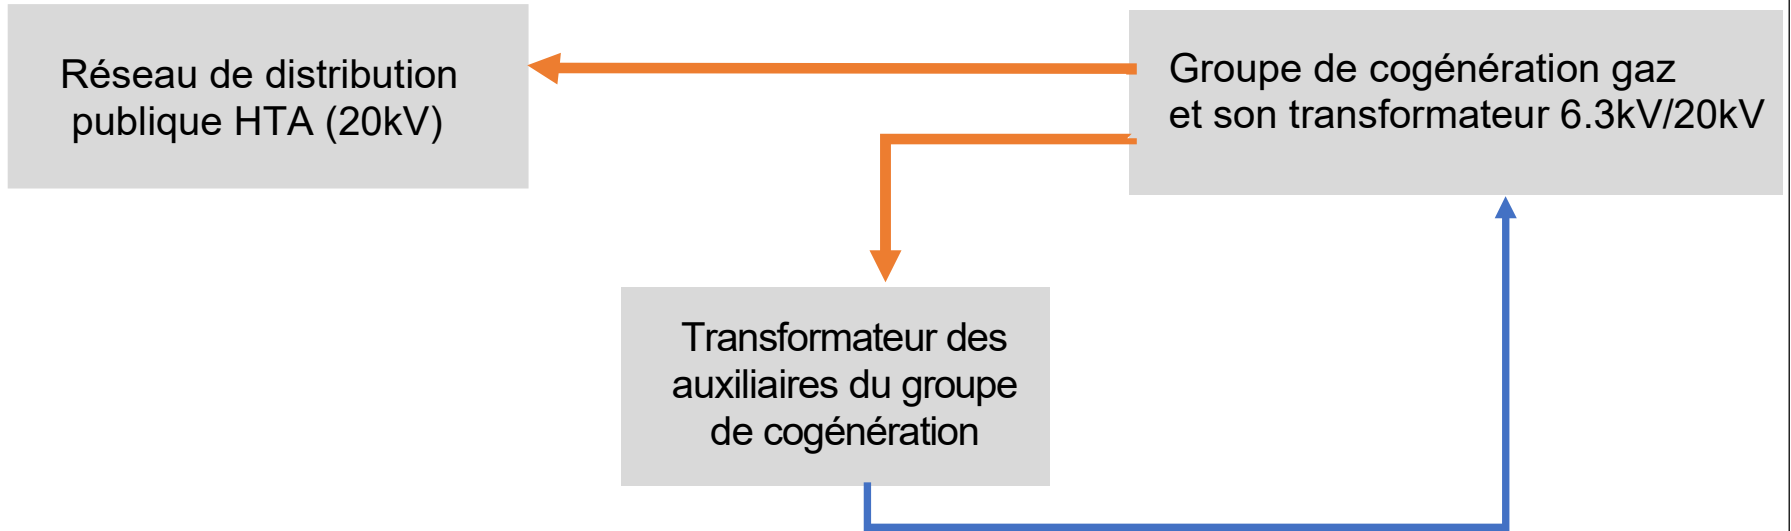 Réseau de distribution
publique HTA (20kV)
Groupe de cogénération gaz
et son transformateur 6.3kV/20kV
Transformateur des
auxiliaires du groupe
de cogénération